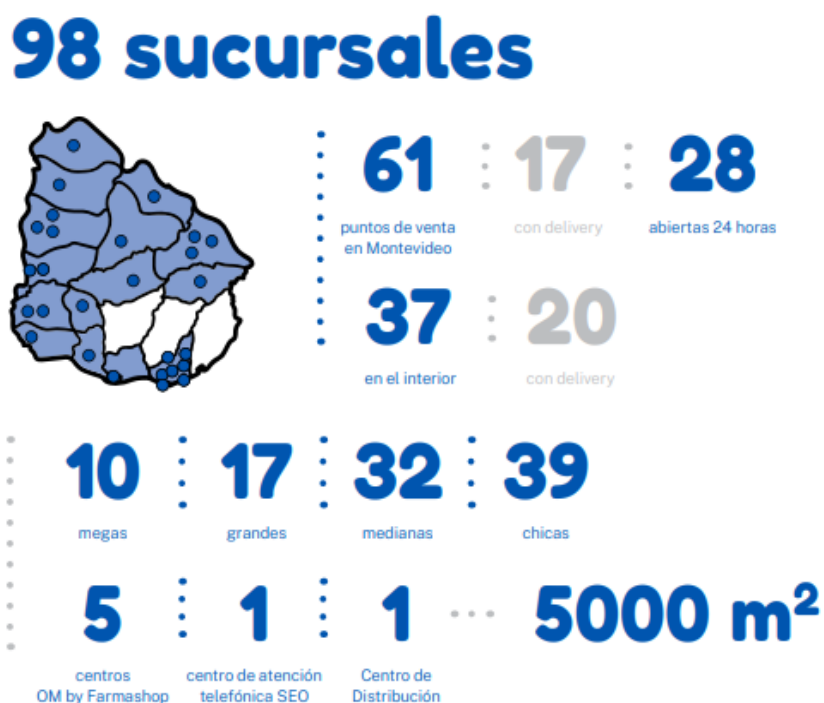 98 sucursales
61
17
28
puntos de venta
en Montevideo
con delivery
abiertas 24 horas
37
20
en el interior
con delivery
10
17
32
39
megas
grandes
medianas
chicas
5
1
1
5000 m²
centros
OM by Farmashop
centro de atención
telefónica SEO
Centro de
Distribución